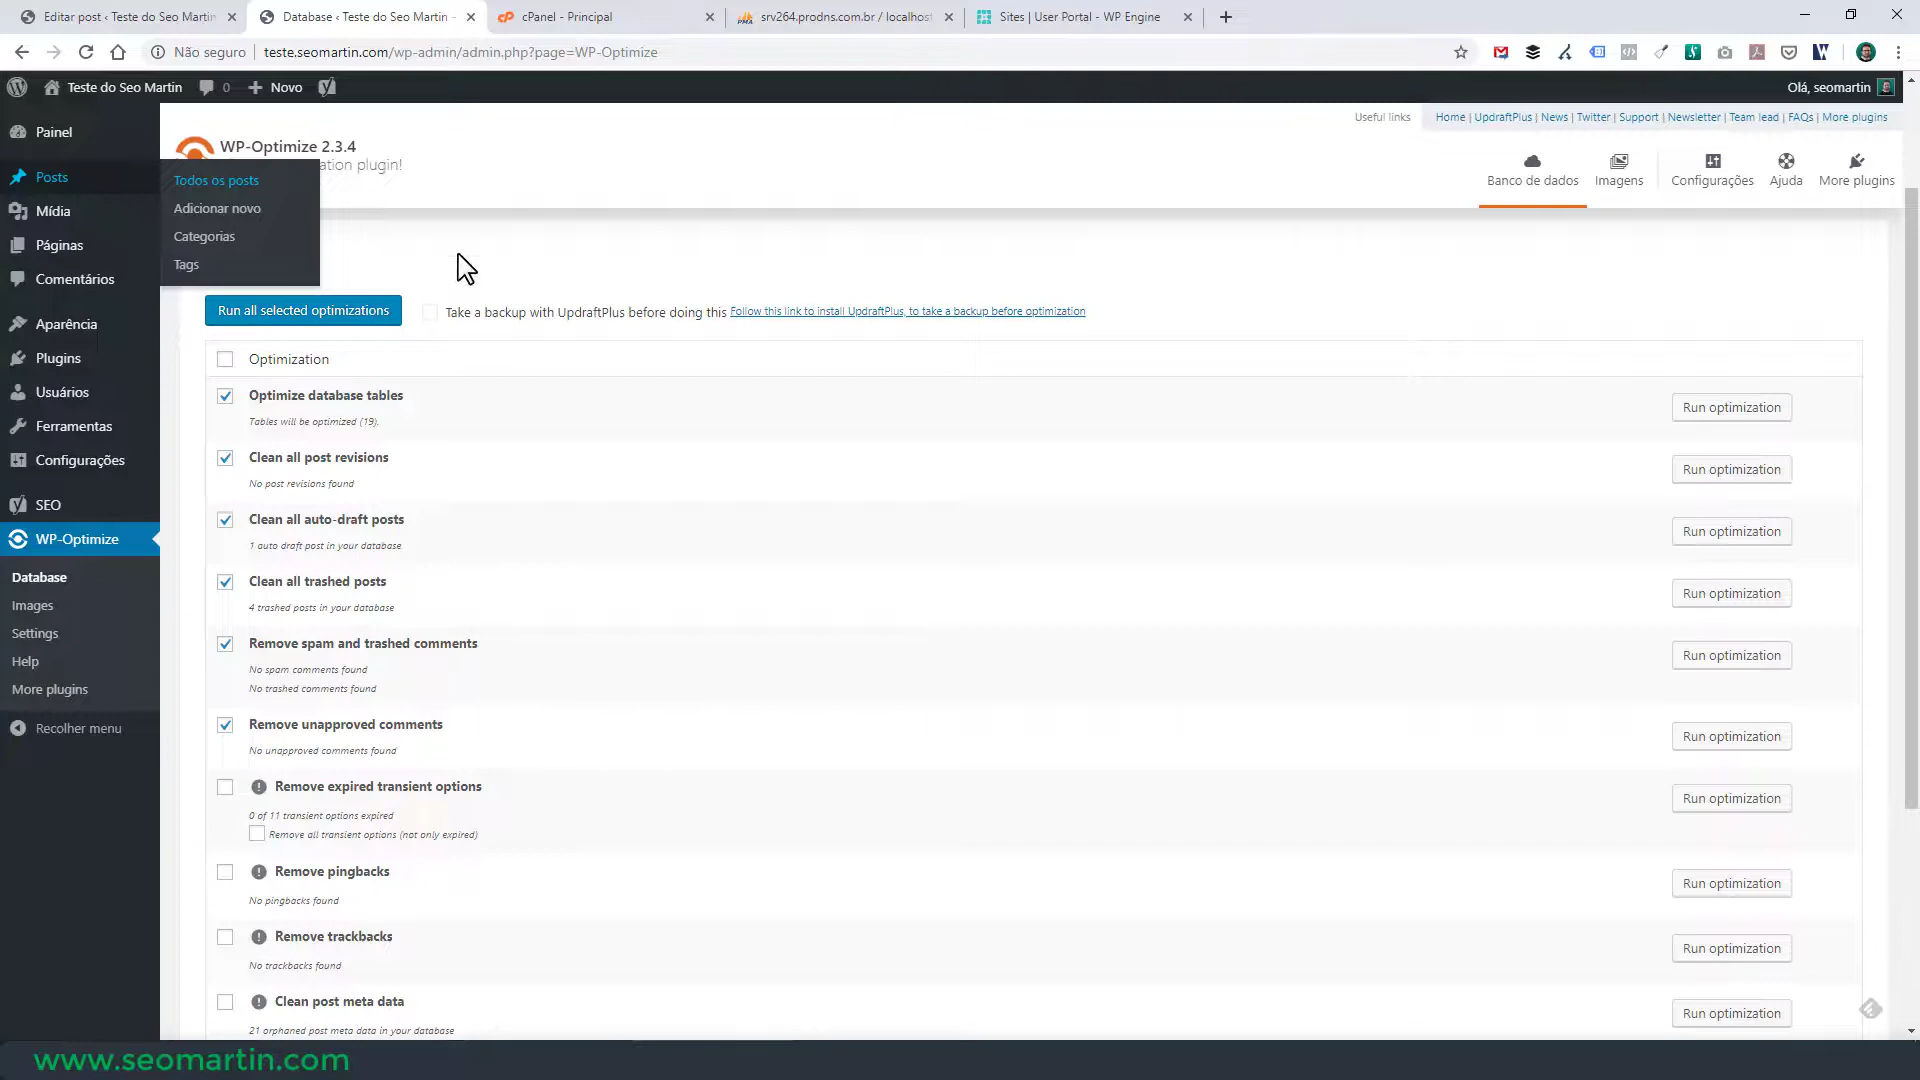 Editar post ‹ Teste do Seo Martin
Database ‹ Teste do Seo Martin -
cPanel - Principal
srv264.prodns.com.br / localhost
Sites | User Portal - WP Engine
Não seguro
teste.seomartin.com/wp-admin/admin.php?page=WP-Optimize
Teste do Seo Martin
0
Novo
Olá, seomartin
Useful links
Home | UpdraftPlus | News | Twitter | Support | Newsletter | Team lead | FAQs | More plugins
Painel
Posts
Mídia
Páginas
Comentários
Aparência
Plugins
Usuários
Ferramentas
Configurações
SEO
WP-Optimize
Database
Images
Settings
Help
More plugins
Recolher menu
Todos os posts
Adicionar novo
Categorias
Tags
WP-Optimize 2.3.4
ation plugin!
Banco de dados
Imagens
Configurações
Ajuda
More plugins
Run all selected optimizations
Take a backup with UpdraftPlus before doing this Follow this link to install UpdraftPlus, to take a backup before optimization
Optimization
Optimize database tables
Tables will be optimized (19).
Run optimization
Clean all post revisions
No post revisions found
Run optimization
Clean all auto-draft posts
1 auto draft post in your database
Run optimization
Clean all trashed posts
4 trashed posts in your database
Run optimization
Remove spam and trashed comments
No spam comments found
No trashed comments found
Run optimization
Remove unapproved comments
No unapproved comments found
Run optimization
Remove expired transient options
0 of 11 transient options expired
Remove all transient options (not only expired)
Run optimization
Remove pingbacks
No pingbacks found
Run optimization
Remove trackbacks
No trackbacks found
Run optimization
Clean post meta data
21 orphaned post meta data in your database
Run optimization
www.seomartin.com